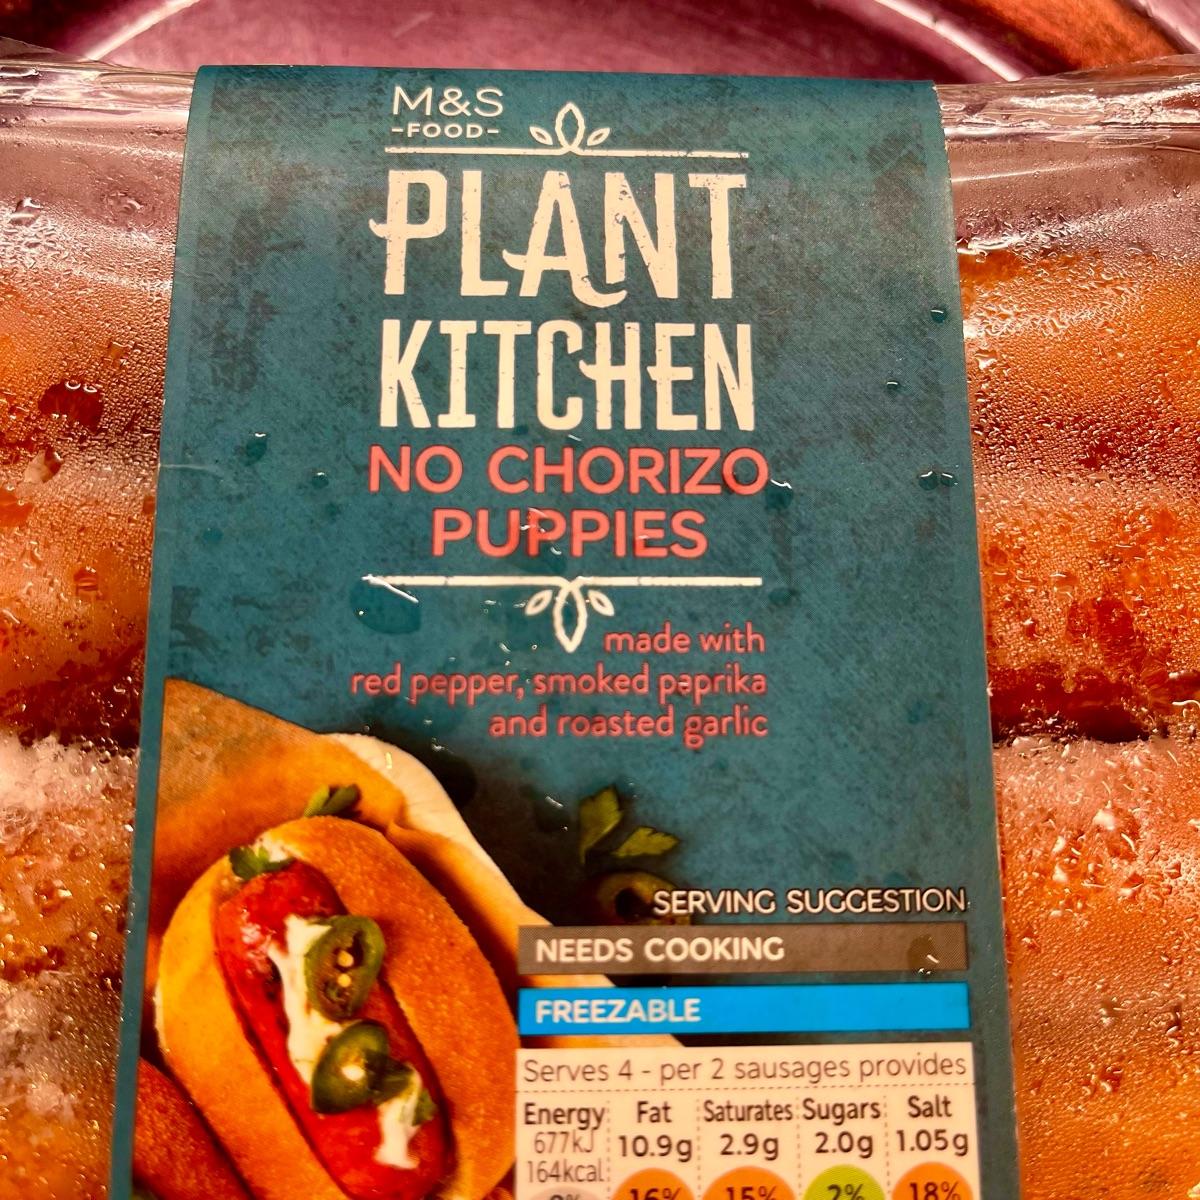 M&S
-FOOD-
PLANT
KITCHEN
NO CHORIZO
PUPPIES
made with
red pepper, smoked paprika
and roasted garlic
SERVING SUGGESTION
NEEDS COOKING
FREEZABLE
Serves 4 - per 2 sausages provides
Energy Fat Saturates Sugars Salt
677kJ 10.9g 2.9g 2.0g 1.05g
164kcal
8% 16% 15% 2% 18%